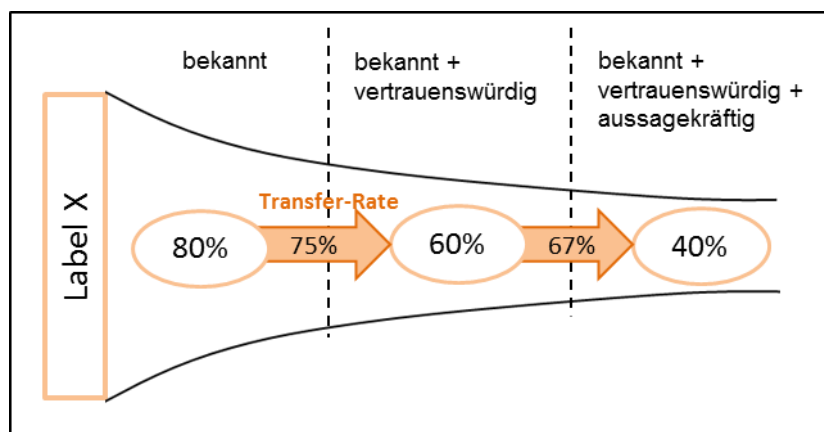 bekannt
bekannt +
vertrauenswürdig
bekannt +
vertrauenswürdig +
aussagekräftig
Label X
Transfer-Rate
80%
75%
60%
67%
40%